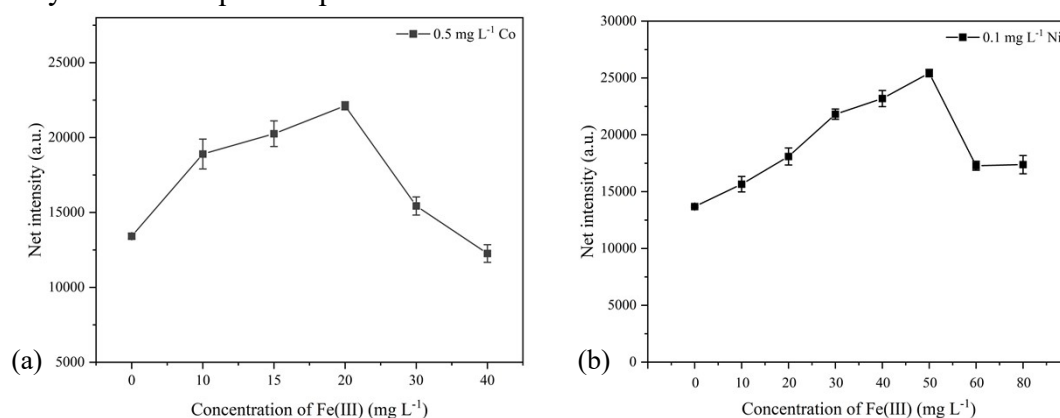 0.5 mg L⁻¹ Co
25000
20000
15000
10000
5000
Net intensity (a.u.)
0 10 15 20 30 40
Concentration of Fe(III) (mg L⁻¹)
(a)
0.1 mg L⁻¹ Ni
30000
25000
20000
15000
10000
5000
0
Net intensity (a.u.)
0 10 20 30 40 50 60 80
Concentration of Fe(III) (mg L⁻¹)
(b)